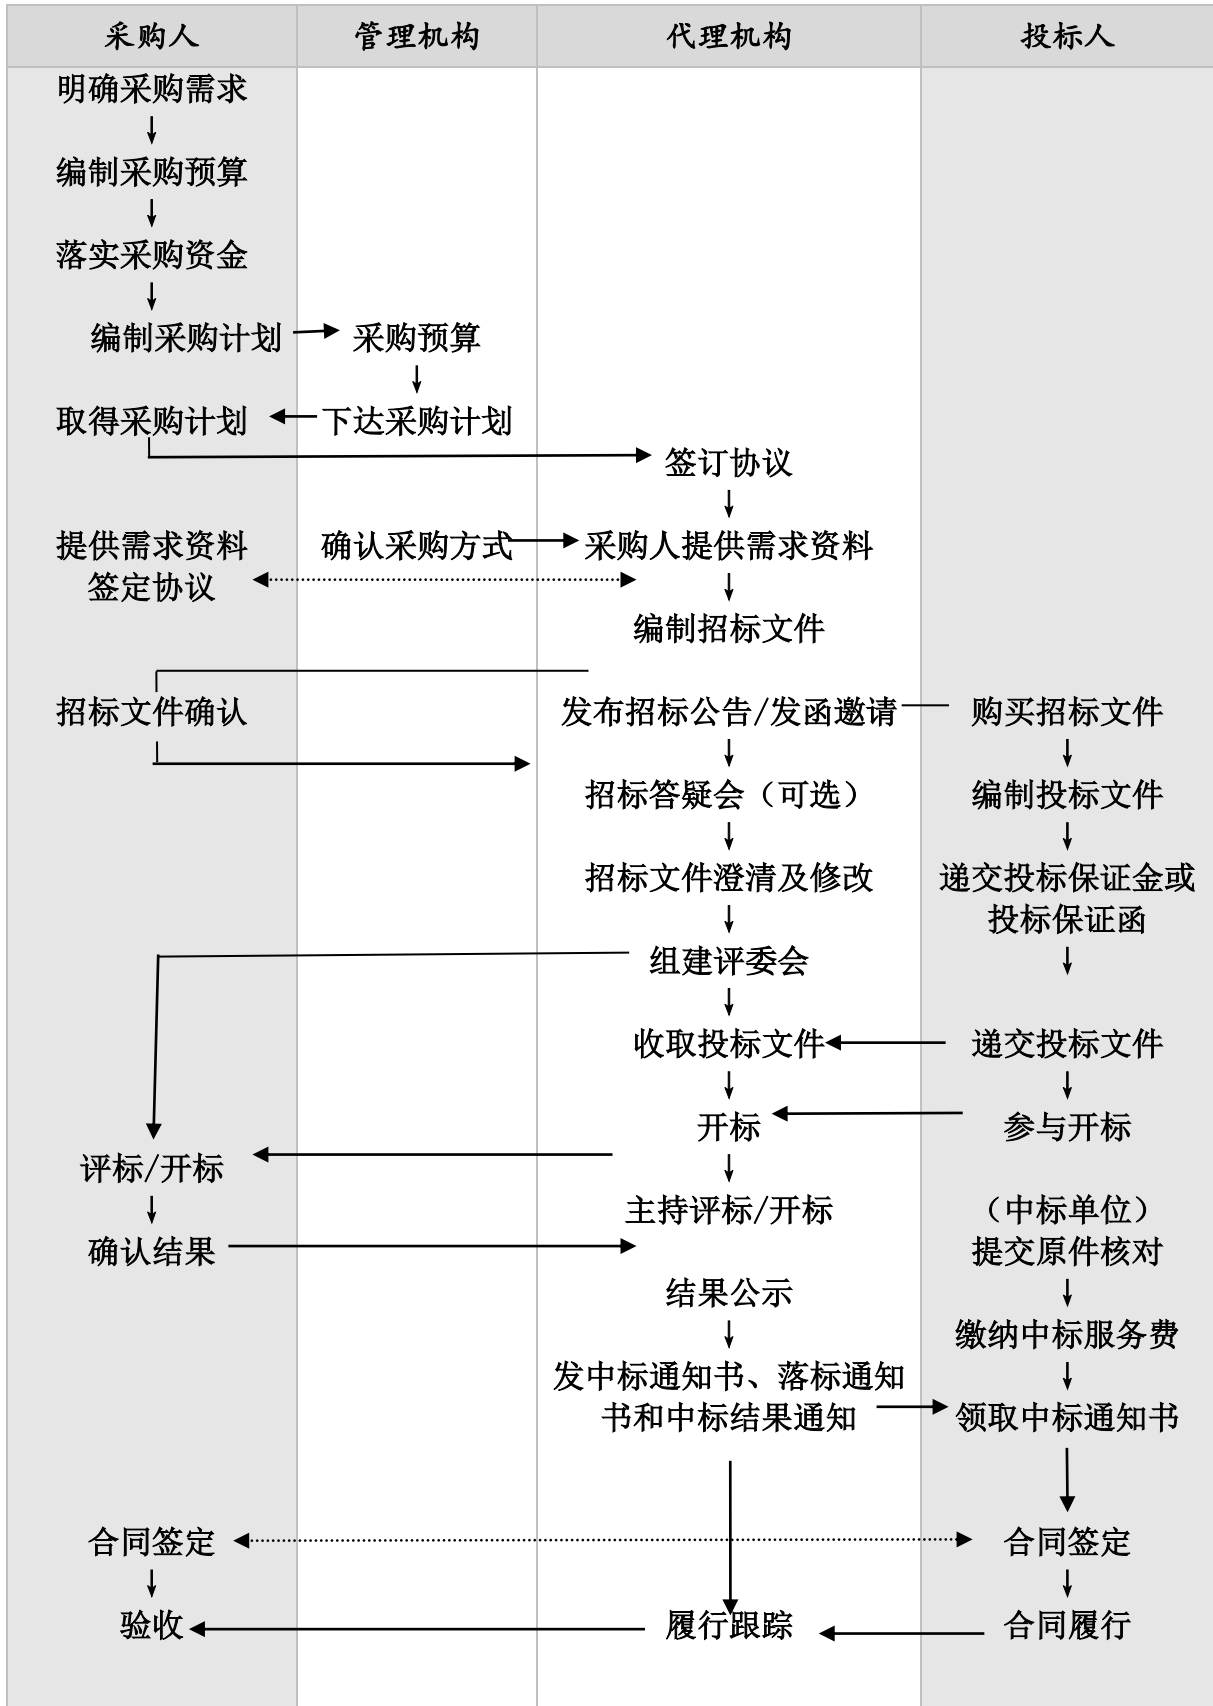 采购人 管理机构 代理机构 投标人
明确采购需求
↓
编制采购预算
↓
落实采购资金
↓
编制采购计划 采购预算
↓
取得采购计划 下达采购计划
签订协议
↓
提供需求资料 确认采购方式 采购人提供需求资料
签定协议 ↓
编制招标文件
招标文件确认 发布招标公告/发函邀请 购买招标文件
↓ ↓
招标答疑会（可选） 编制投标文件
↓ ↓
招标文件澄清及修改 递交投标保证金或
↓ 投标保证函
组建评委会 ↓
↓
收取投标文件 递交投标文件
↓ ↓
开标 参与开标
评标/开标 ↓
↓ 主持评标/开标 （中标单位）
确认结果 提交原件核对
结果公示 ↓
↓ 缴纳中标服务费
发中标通知书、落标通知 ↓
书和中标结果通知 领取中标通知书
合同签定 合同签定
↓ ↓
验收 履行跟踪 合同履行